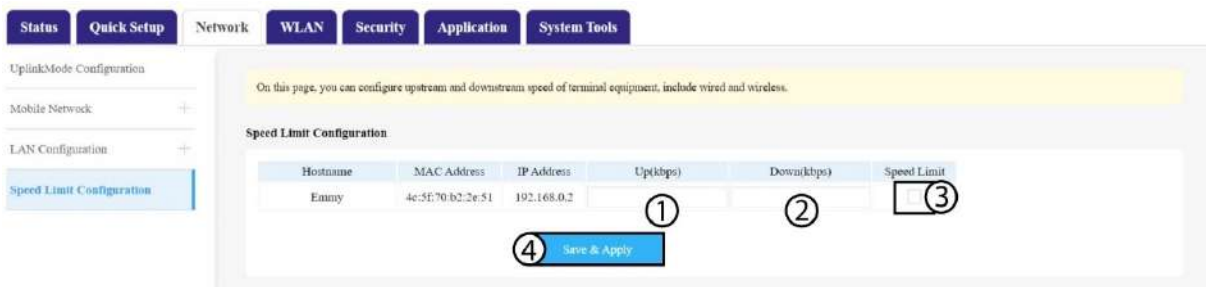 Status Quick Setup Network WLAN Security Application System Tools
UplinkMode Configuration
On this page, you can configure upstream and downstream speed of terminal equipment, include wired and wireless.
Mobile Network +
Speed Limit Configuration
LAN Configuration +
Hostname MAC Address IP Address Up(kbps) Down(kbps) Speed Limit
Speed Limit Configuration
Emmy 4c:5f:70:b2:2e:51 192.168.0.2
① ② ③
④ Save & Apply